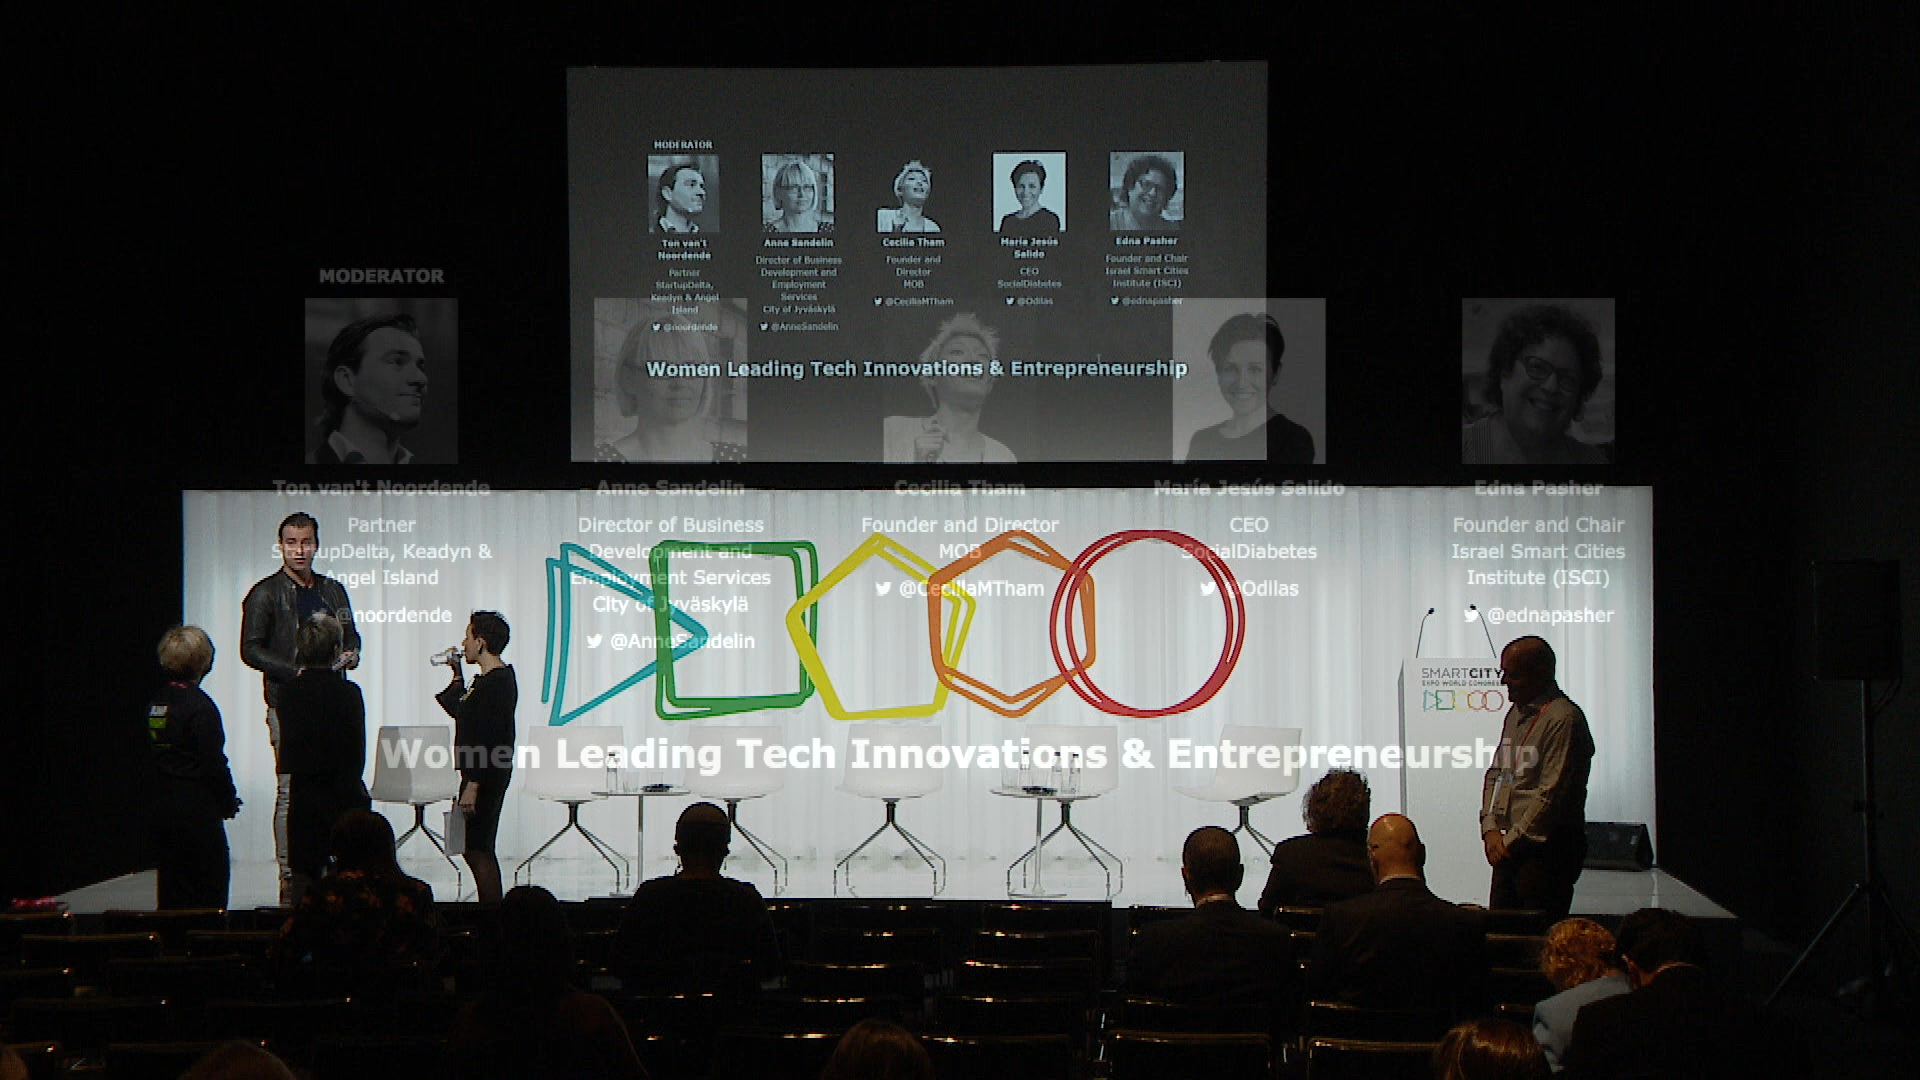 MODERATOR
Ton van't
Noordende
Partner
StartupDelta,
Keadyn & Angel
Island
@noordende
Anne Sandelin
Director of Business
Development and
Employment
Services
City of Jyväskylä
@AnneSandelin
Cecilia Tham
Founder and
Director
MOB
@CeciliaMTham
María Jesús
Salido
CEO
SocialDiabetes
@Odilas
Edna Pasher
Founder and Chair
Israel Smart Cities
Institute (ISCI)
@ednapasher
Women Leading Tech Innovations & Entrepreneurship
MODERATOR
Ton van't Noordende
Partner
StartupDelta, Keadyn &
Angel Island
@noordende
Anne Sandelin
Director of Business
Development and
Employment Services
City of Jyväskylä
@AnneSandelin
Cecilia Tham
Founder and Director
MOB
@CeciliaMTham
María Jesús Salido
CEO
SocialDiabetes
@Odilas
Edna Pasher
Founder and Chair
Israel Smart Cities
Institute (ISCI)
@ednapasher
Women Leading Tech Innovations & Entrepreneurship
SMARTCITY
EXPO WORLD CONGRESS